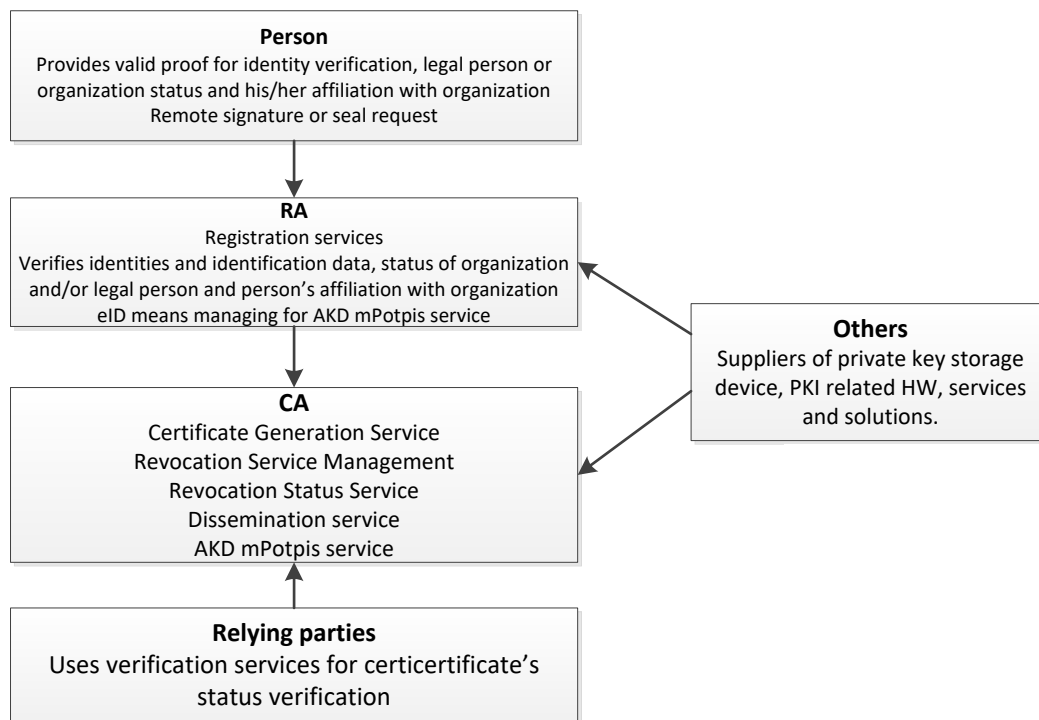 Person
Provides valid proof for identity verification, legal person or
organization status and his/her affiliation with organization
Remote signature or seal request
RA
Registration services
Verifies identities and identification data, status of organization
and/or legal person and person’s affiliation with organization
eID means managing for AKD mPotpis service
Others
Suppliers of private key storage
device, PKI related HW, services
and solutions.
CA
Certificate Generation Service
Revocation Service Management
Revocation Status Service
Dissemination service
AKD mPotpis service
Relying parties
Uses verification services for certicertificate’s
status verification